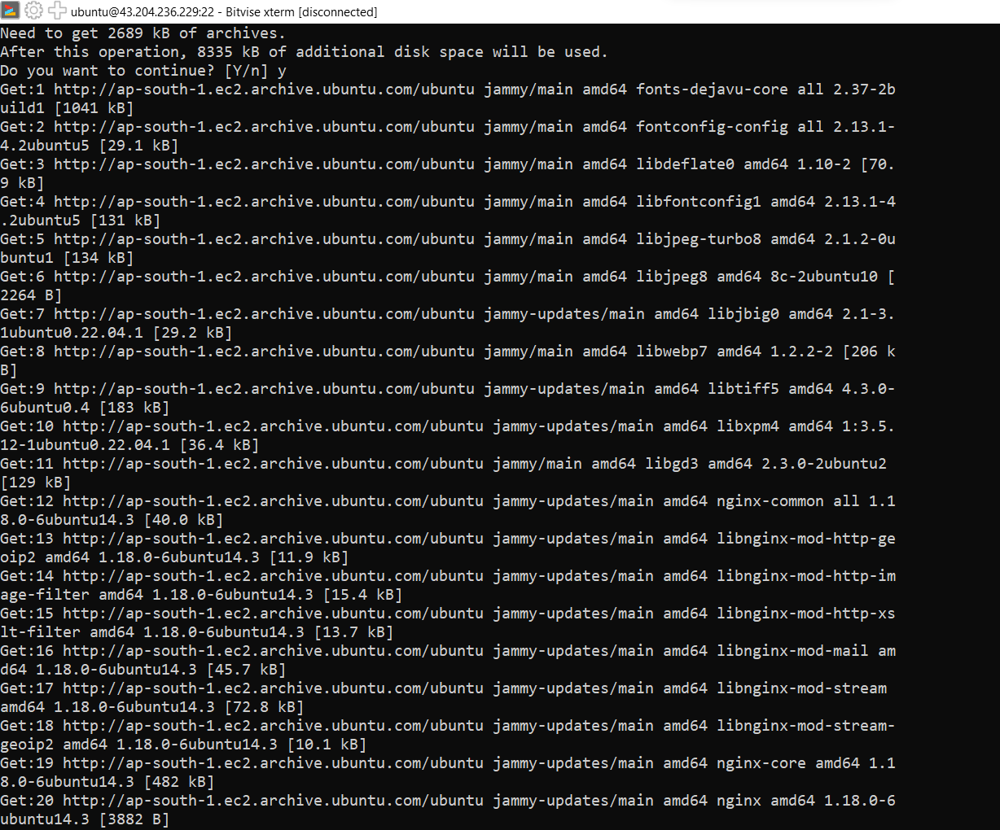 ubuntu@43.204.236.229:22 - Bitvise xterm [disconnected]
Need to get 2689 kB of archives.
After this operation, 8335 kB of additional disk space will be used.
Do you want to continue? [Y/n] y
Get:1 http://ap-south-1.ec2.archive.ubuntu.com/ubuntu jammy/main amd64 fonts-dejavu-core all 2.37-2b
uild1 [1041 kB]
Get:2 http://ap-south-1.ec2.archive.ubuntu.com/ubuntu jammy/main amd64 fontconfig-config all 2.13.1-
4.2ubuntu5 [29.1 kB]
Get:3 http://ap-south-1.ec2.archive.ubuntu.com/ubuntu jammy/main amd64 libdeflate0 amd64 1.10-2 [70.
9 kB]
Get:4 http://ap-south-1.ec2.archive.ubuntu.com/ubuntu jammy/main amd64 libfontconfig1 amd64 2.13.1-4
.2ubuntu5 [131 kB]
Get:5 http://ap-south-1.ec2.archive.ubuntu.com/ubuntu jammy/main amd64 libjpeg-turbo8 amd64 2.1.2-0u
buntu1 [134 kB]
Get:6 http://ap-south-1.ec2.archive.ubuntu.com/ubuntu jammy/main amd64 libjpeg8 amd64 8c-2ubuntu10 [
2264 B]
Get:7 http://ap-south-1.ec2.archive.ubuntu.com/ubuntu jammy-updates/main amd64 libjbig0 amd64 2.1-3.
1ubuntu0.22.04.1 [29.2 kB]
Get:8 http://ap-south-1.ec2.archive.ubuntu.com/ubuntu jammy/main amd64 libwebp7 amd64 1.2.2-2 [206 k
B]
Get:9 http://ap-south-1.ec2.archive.ubuntu.com/ubuntu jammy-updates/main amd64 libtiff5 amd64 4.3.0-
6ubuntu0.4 [183 kB]
Get:10 http://ap-south-1.ec2.archive.ubuntu.com/ubuntu jammy-updates/main amd64 libxpm4 amd64 1:3.5.
12-1ubuntu0.22.04.1 [36.4 kB]
Get:11 http://ap-south-1.ec2.archive.ubuntu.com/ubuntu jammy/main amd64 libgd3 amd64 2.3.0-2ubuntu2
[129 kB]
Get:12 http://ap-south-1.ec2.archive.ubuntu.com/ubuntu jammy-updates/main amd64 nginx-common all 1.1
8.0-6ubuntu14.3 [40.0 kB]
Get:13 http://ap-south-1.ec2.archive.ubuntu.com/ubuntu jammy-updates/main amd64 libnginx-mod-http-ge
oip2 amd64 1.18.0-6ubuntu14.3 [11.9 kB]
Get:14 http://ap-south-1.ec2.archive.ubuntu.com/ubuntu jammy-updates/main amd64 libnginx-mod-http-im
age-filter amd64 1.18.0-6ubuntu14.3 [15.4 kB]
Get:15 http://ap-south-1.ec2.archive.ubuntu.com/ubuntu jammy-updates/main amd64 libnginx-mod-http-xs
lt-filter amd64 1.18.0-6ubuntu14.3 [13.7 kB]
Get:16 http://ap-south-1.ec2.archive.ubuntu.com/ubuntu jammy-updates/main amd64 libnginx-mod-mail am
d64 1.18.0-6ubuntu14.3 [45.7 kB]
Get:17 http://ap-south-1.ec2.archive.ubuntu.com/ubuntu jammy-updates/main amd64 libnginx-mod-stream
amd64 1.18.0-6ubuntu14.3 [72.8 kB]
Get:18 http://ap-south-1.ec2.archive.ubuntu.com/ubuntu jammy-updates/main amd64 libnginx-mod-stream-
geoip2 amd64 1.18.0-6ubuntu14.3 [10.1 kB]
Get:19 http://ap-south-1.ec2.archive.ubuntu.com/ubuntu jammy-updates/main amd64 nginx-core amd64 1.1
8.0-6ubuntu14.3 [482 kB]
Get:20 http://ap-south-1.ec2.archive.ubuntu.com/ubuntu jammy-updates/main amd64 nginx amd64 1.18.0-6
ubuntu14.3 [3882 B]